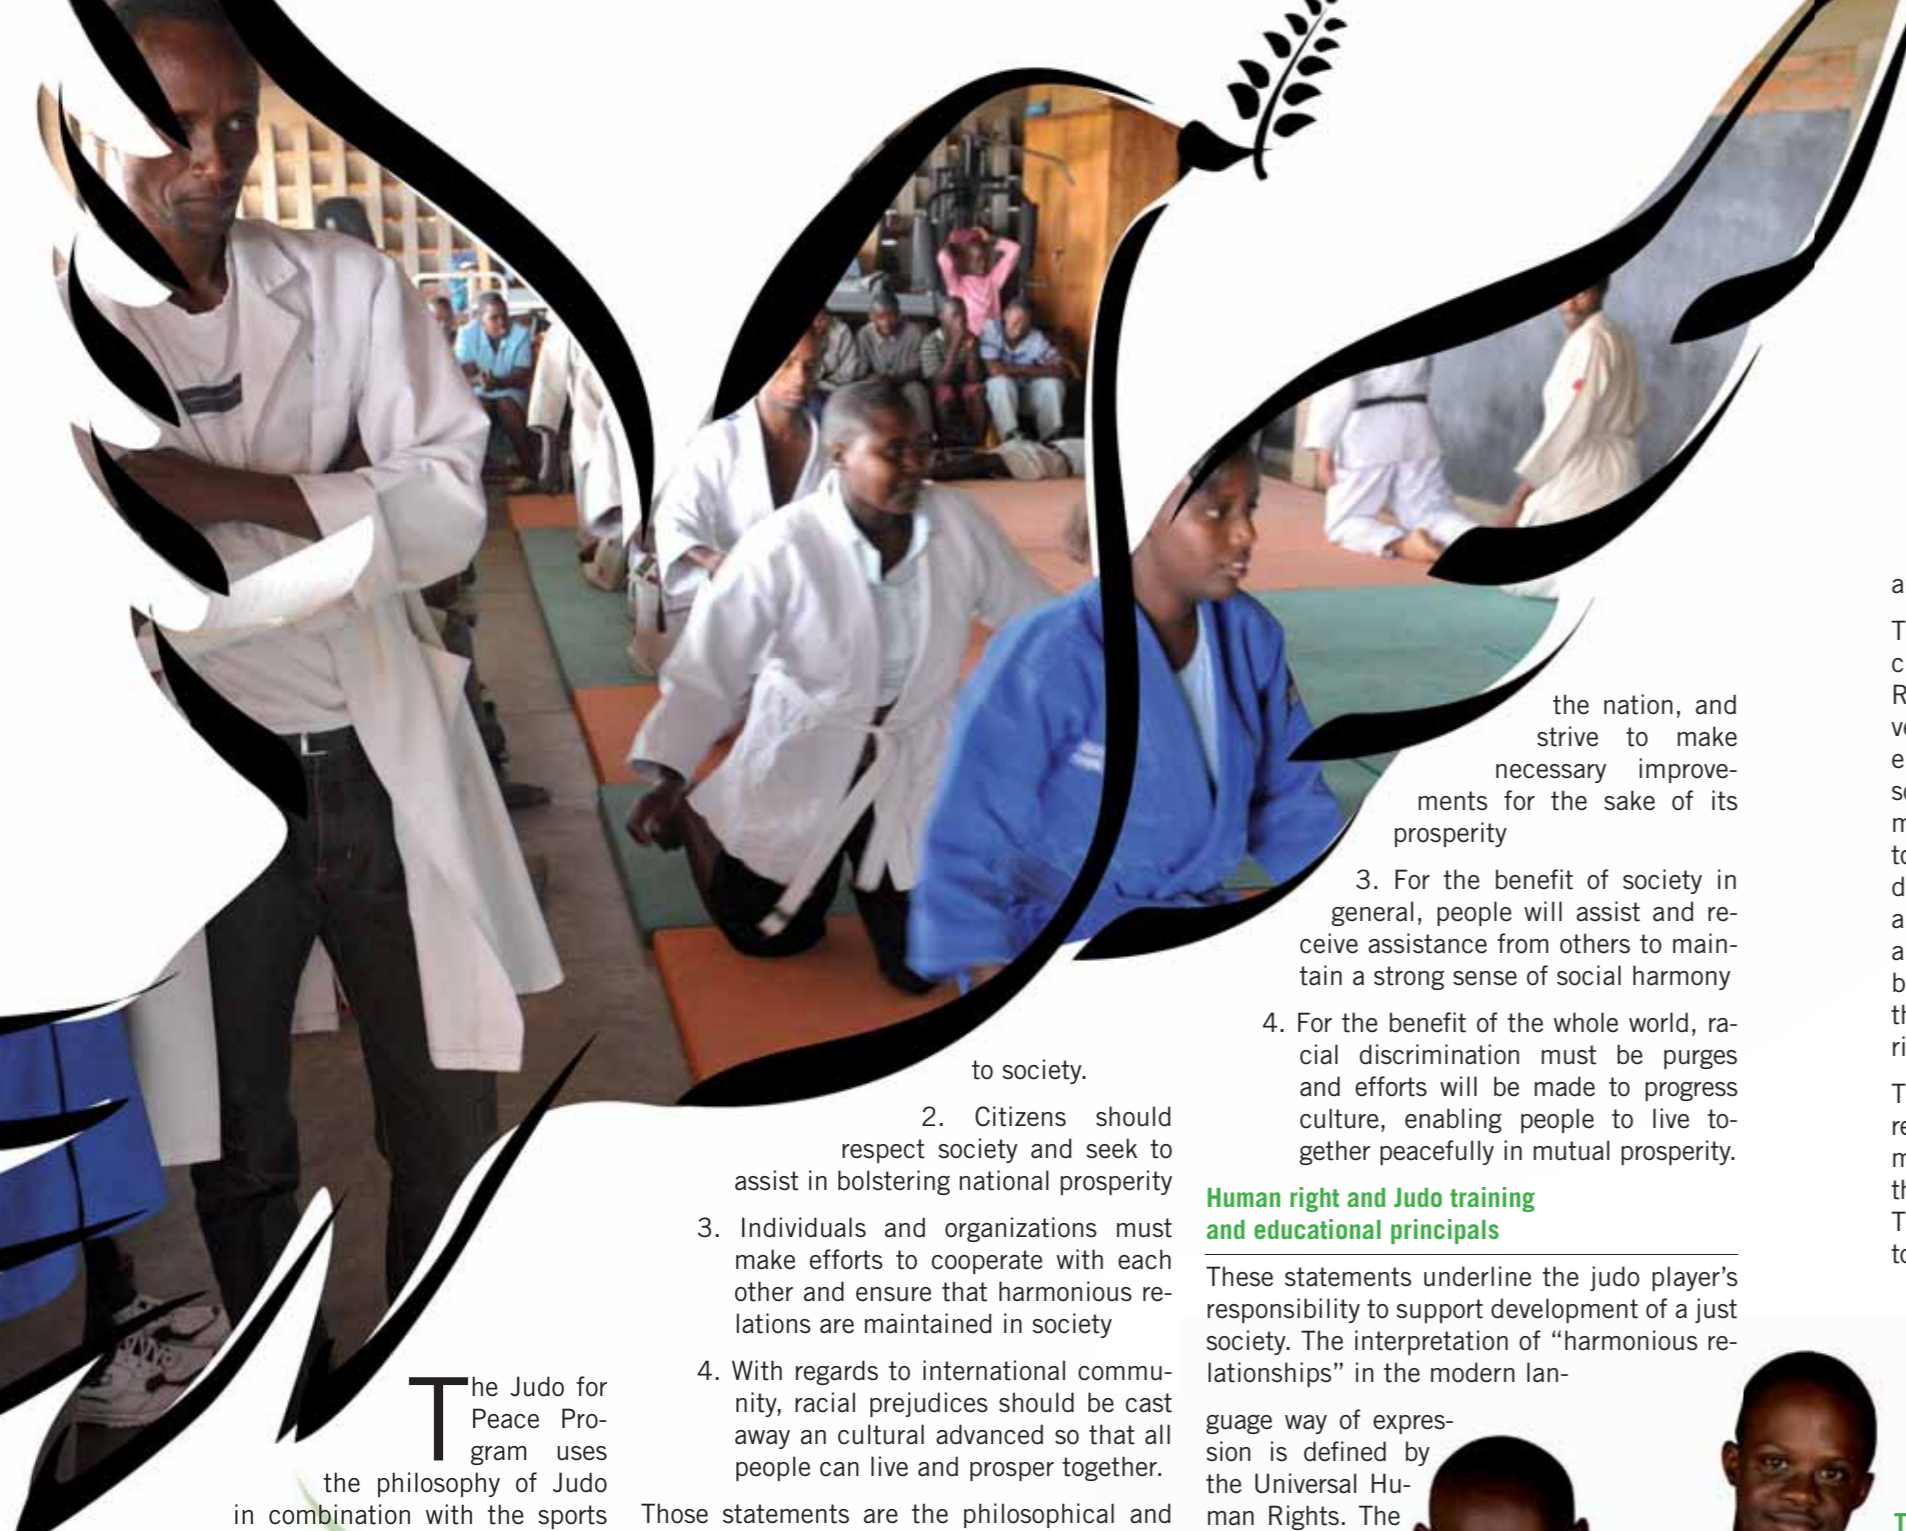 The Judo for
Peace Pro-
gram uses
the philosophy of Judo
in combination with the sports
to society.
2. Citizens should
respect society and seek to
assist in bolstering national prosperity
3. Individuals and organizations must
make efforts to cooperate with each
other and ensure that harmonious re-
lations are maintained in society
4. With regards to international commu-
nity, racial prejudices should be cast
away an cultural advanced so that all
people can live and prosper together.
Those statements are the philosophical and
the nation, and
strive to make
necessary improve-
ments for the sake of its
prosperity
3. For the benefit of society in
general, people will assist and re-
ceive assistance from others to main-
tain a strong sense of social harmony
4. For the benefit of the whole world, ra-
cial discrimination must be purges
and efforts will be made to progress
culture, enabling people to live to-
gether peacefully in mutual prosperity.
Human right and Judo training
and educational principals
These statements underline the judo player's
responsibility to support development of a just
society. The interpretation of “harmonious re-
lationships” in the modern lan-
guage way of expres-
sion is defined by
the Universal Hu-
man Rights. The